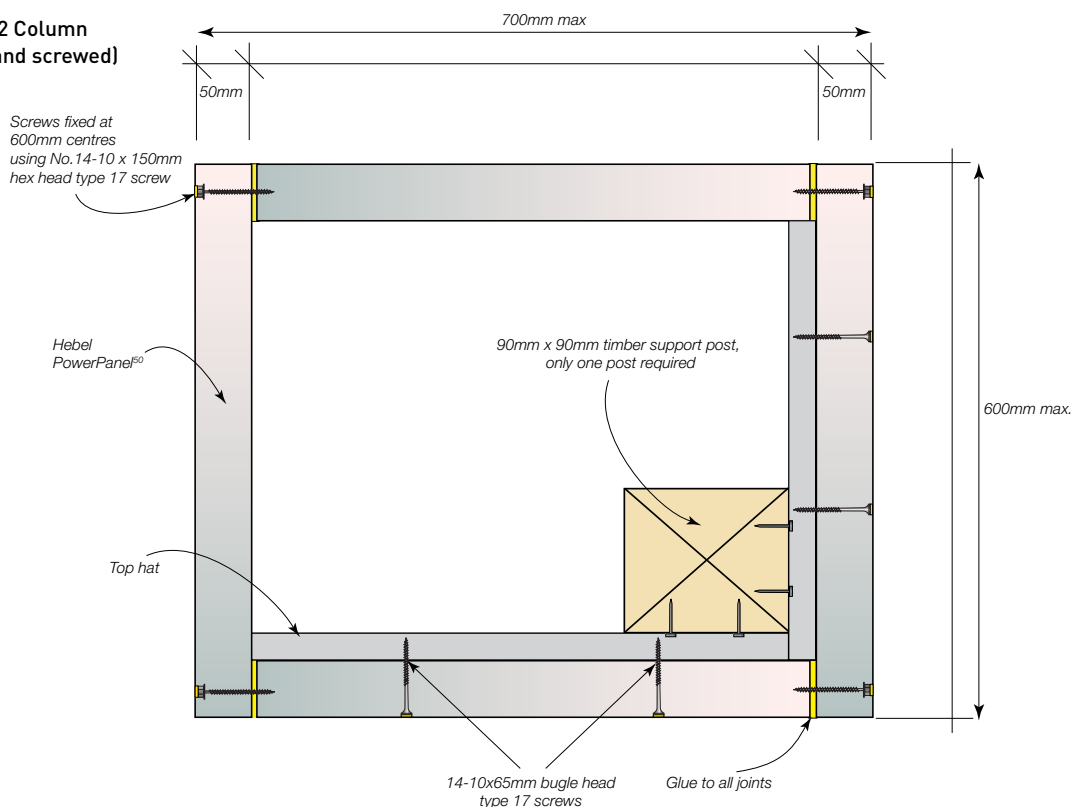 2 Column
and screwed)
700mm max
50mm
50mm
Screws fixed at
600mm centres
using No.14-10 x 150mm
hex head type 17 screw
Hebel
PowerPanel⁵⁰
90mm x 90mm timber support post,
only one post required
600mm max.
Top hat
14-10x65mm bugle head
type 17 screws
Glue to all joints